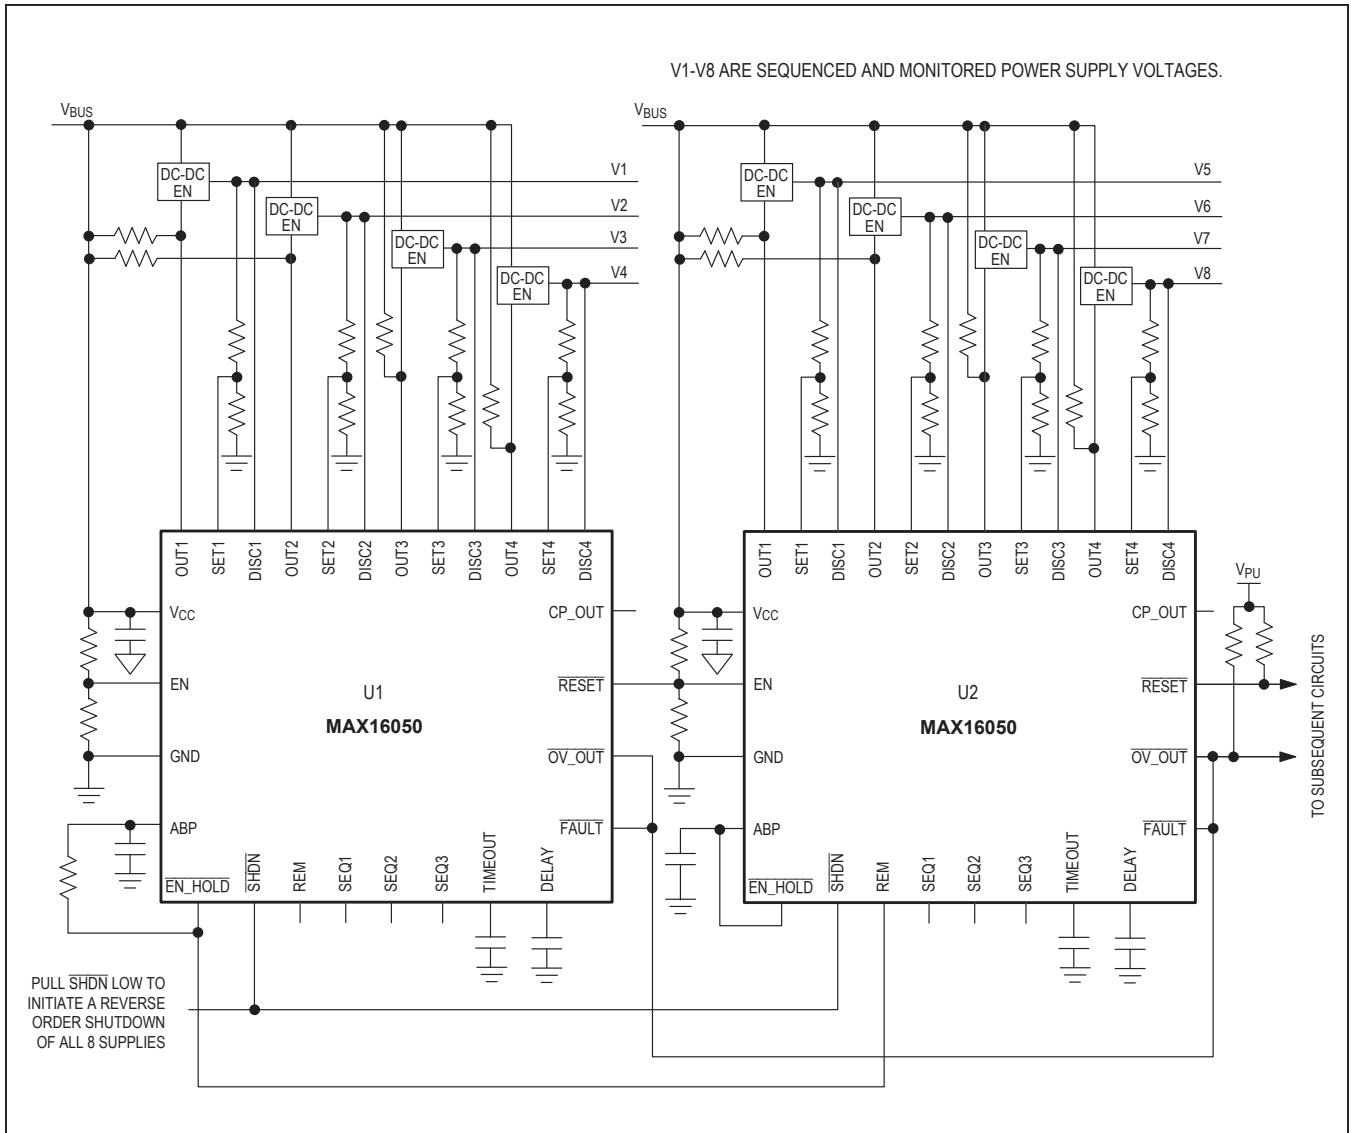 V1-V8 ARE SEQUENCED AND MONITORED POWER SUPPLY VOLTAGES.
VBUS
VBUS
DC-DC
EN
V1
DC-DC
EN
V2
DC-DC
EN
V3
DC-DC
EN
V4
DC-DC
EN
V5
DC-DC
EN
V6
DC-DC
EN
V7
DC-DC
EN
V8
OUT1
SET1
DISC1
OUT2
SET2
DISC2
OUT3
SET3
DISC3
OUT4
SET4
DISC4
VCC
CP_OUT
EN
RESET
U1
MAX16050
GND
OV_OUT
ABP
FAULT
EN_HOLD
SHDN
REM
SEQ1
SEQ2
SEQ3
TIMEOUT
DELAY
OUT1
SET1
DISC1
OUT2
SET2
DISC2
OUT3
SET3
DISC3
OUT4
SET4
DISC4
VCC
CP_OUT
EN
RESET
U2
MAX16050
GND
OV_OUT
ABP
FAULT
EN_HOLD
SHDN
REM
SEQ1
SEQ2
SEQ3
TIMEOUT
DELAY
VPU
TO SUBSEQUENT CIRCUITS
PULL SHDN LOW TO
INITIATE A REVERSE
ORDER SHUTDOWN
OF ALL 8 SUPPLIES